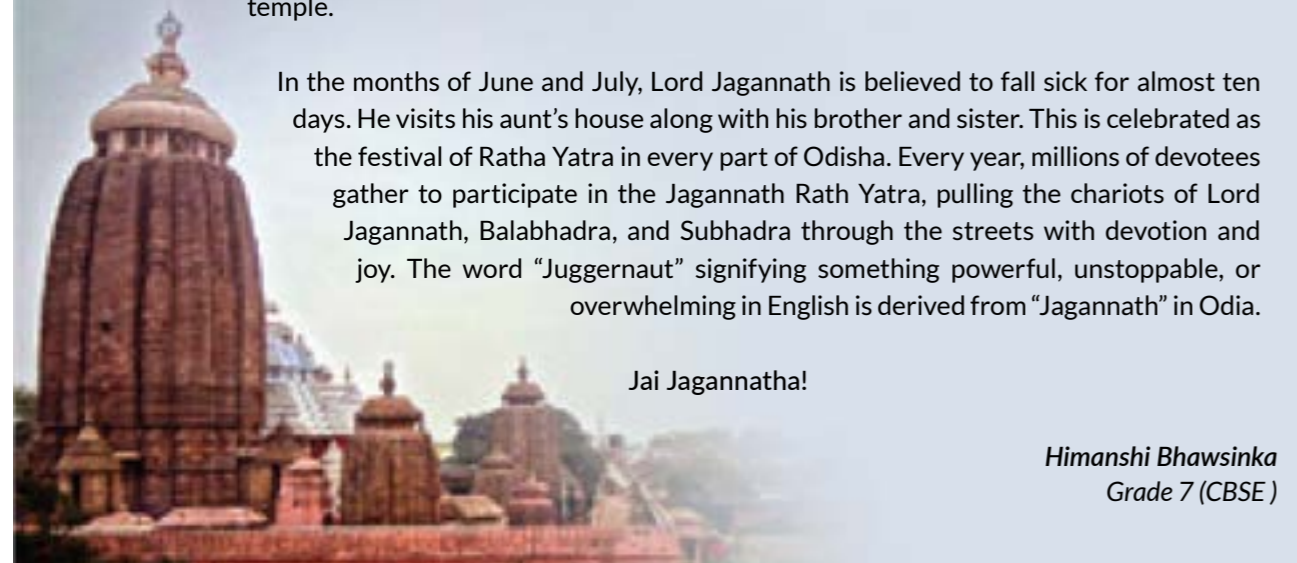 temple.
In the months of June and July, Lord Jagannath is believed to fall sick for almost ten
days. He visits his aunt’s house along with his brother and sister. This is celebrated as
the festival of Ratha Yatra in every part of Odisha. Every year, millions of devotees
gather to participate in the Jagannath Rath Yatra, pulling the chariots of Lord
Jagannath, Balabhadra, and Subhadra through the streets with devotion and
joy. The word “Juggernaut” signifying something powerful, unstoppable, or
overwhelming in English is derived from “Jagannath” in Odia.
Jai Jagannatha!
Himanshi Bhawsinka
Grade 7 (CBSE )